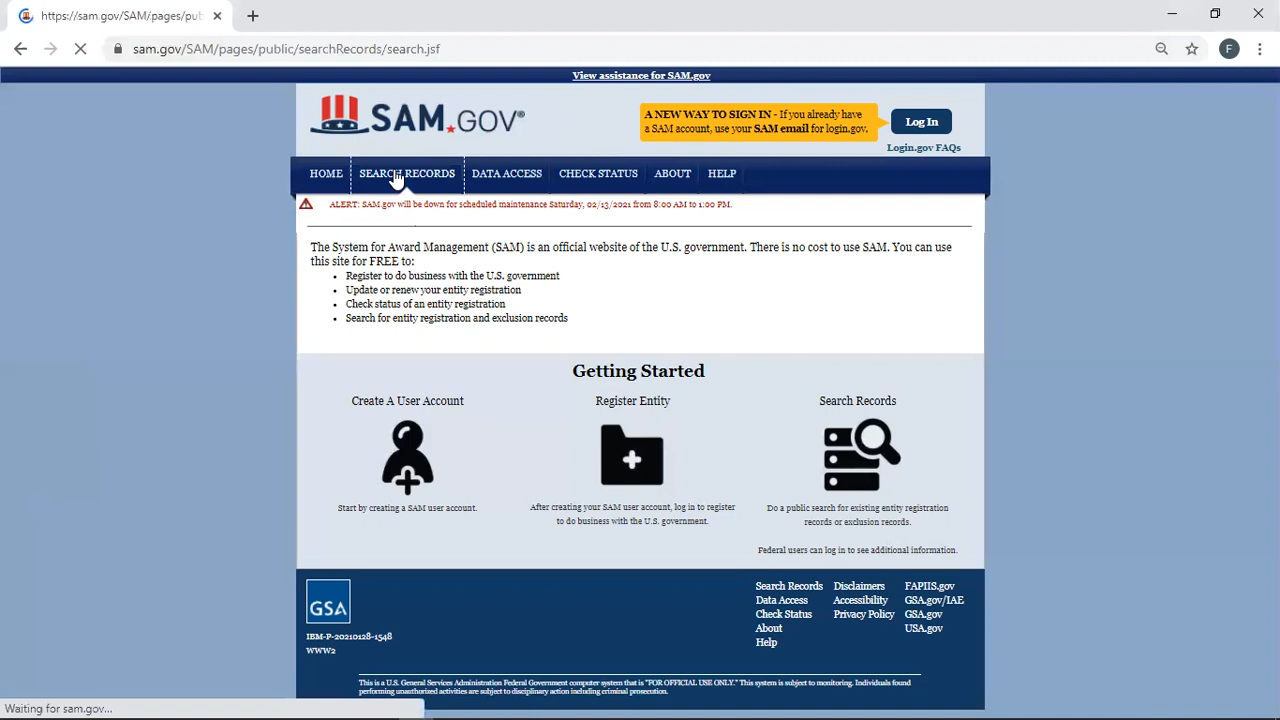 https://sam.gov/SAM/pages/pub
sam.gov/SAM/pages/public/searchRecords/search.jsf
F
View assistance for SAM.gov
SAM.GOV®
A NEW WAY TO SIGN IN - If you already have
a SAM account, use your SAM email for login.gov.
Log In
Login.gov FAQs
HOME SEARCH RECORDS DATA ACCESS CHECK STATUS ABOUT HELP
ALERT: SAM.gov will be down for scheduled maintenance Saturday, 02/13/2021 from 8:00 AM to 1:00 PM.
The System for Award Management (SAM) is an official website of the U.S. government. There is no cost to use SAM. You can use
this site for FREE to:
• Register to do business with the U.S. government
• Update or renew your entity registration
• Check status of an entity registration
• Search for entity registration and exclusion records
Getting Started
Create A User Account
Start by creating a SAM user account.
Register Entity
After creating your SAM user account, log in to register
to do business with the U.S. government.
Search Records
Do a public search for existing entity registration
records or exclusion records.
Federal users can log in to see additional information.
GSA
IBM-P-20210128-1548
WWW2
Search Records
Data Access
Check Status
About
Help
Disclaimers
Accessibility
Privacy Policy
FAPIIS.gov
GSA.gov/IAE
GSA.gov
USA.gov
This is a U.S. General Services Administration Federal Government computer system that is "FOR OFFICIAL USE ONLY." This system is subject to monitoring. Individuals found
performing unauthorized activities are subject to disciplinary action including criminal prosecution.
Waiting for sam.gov...